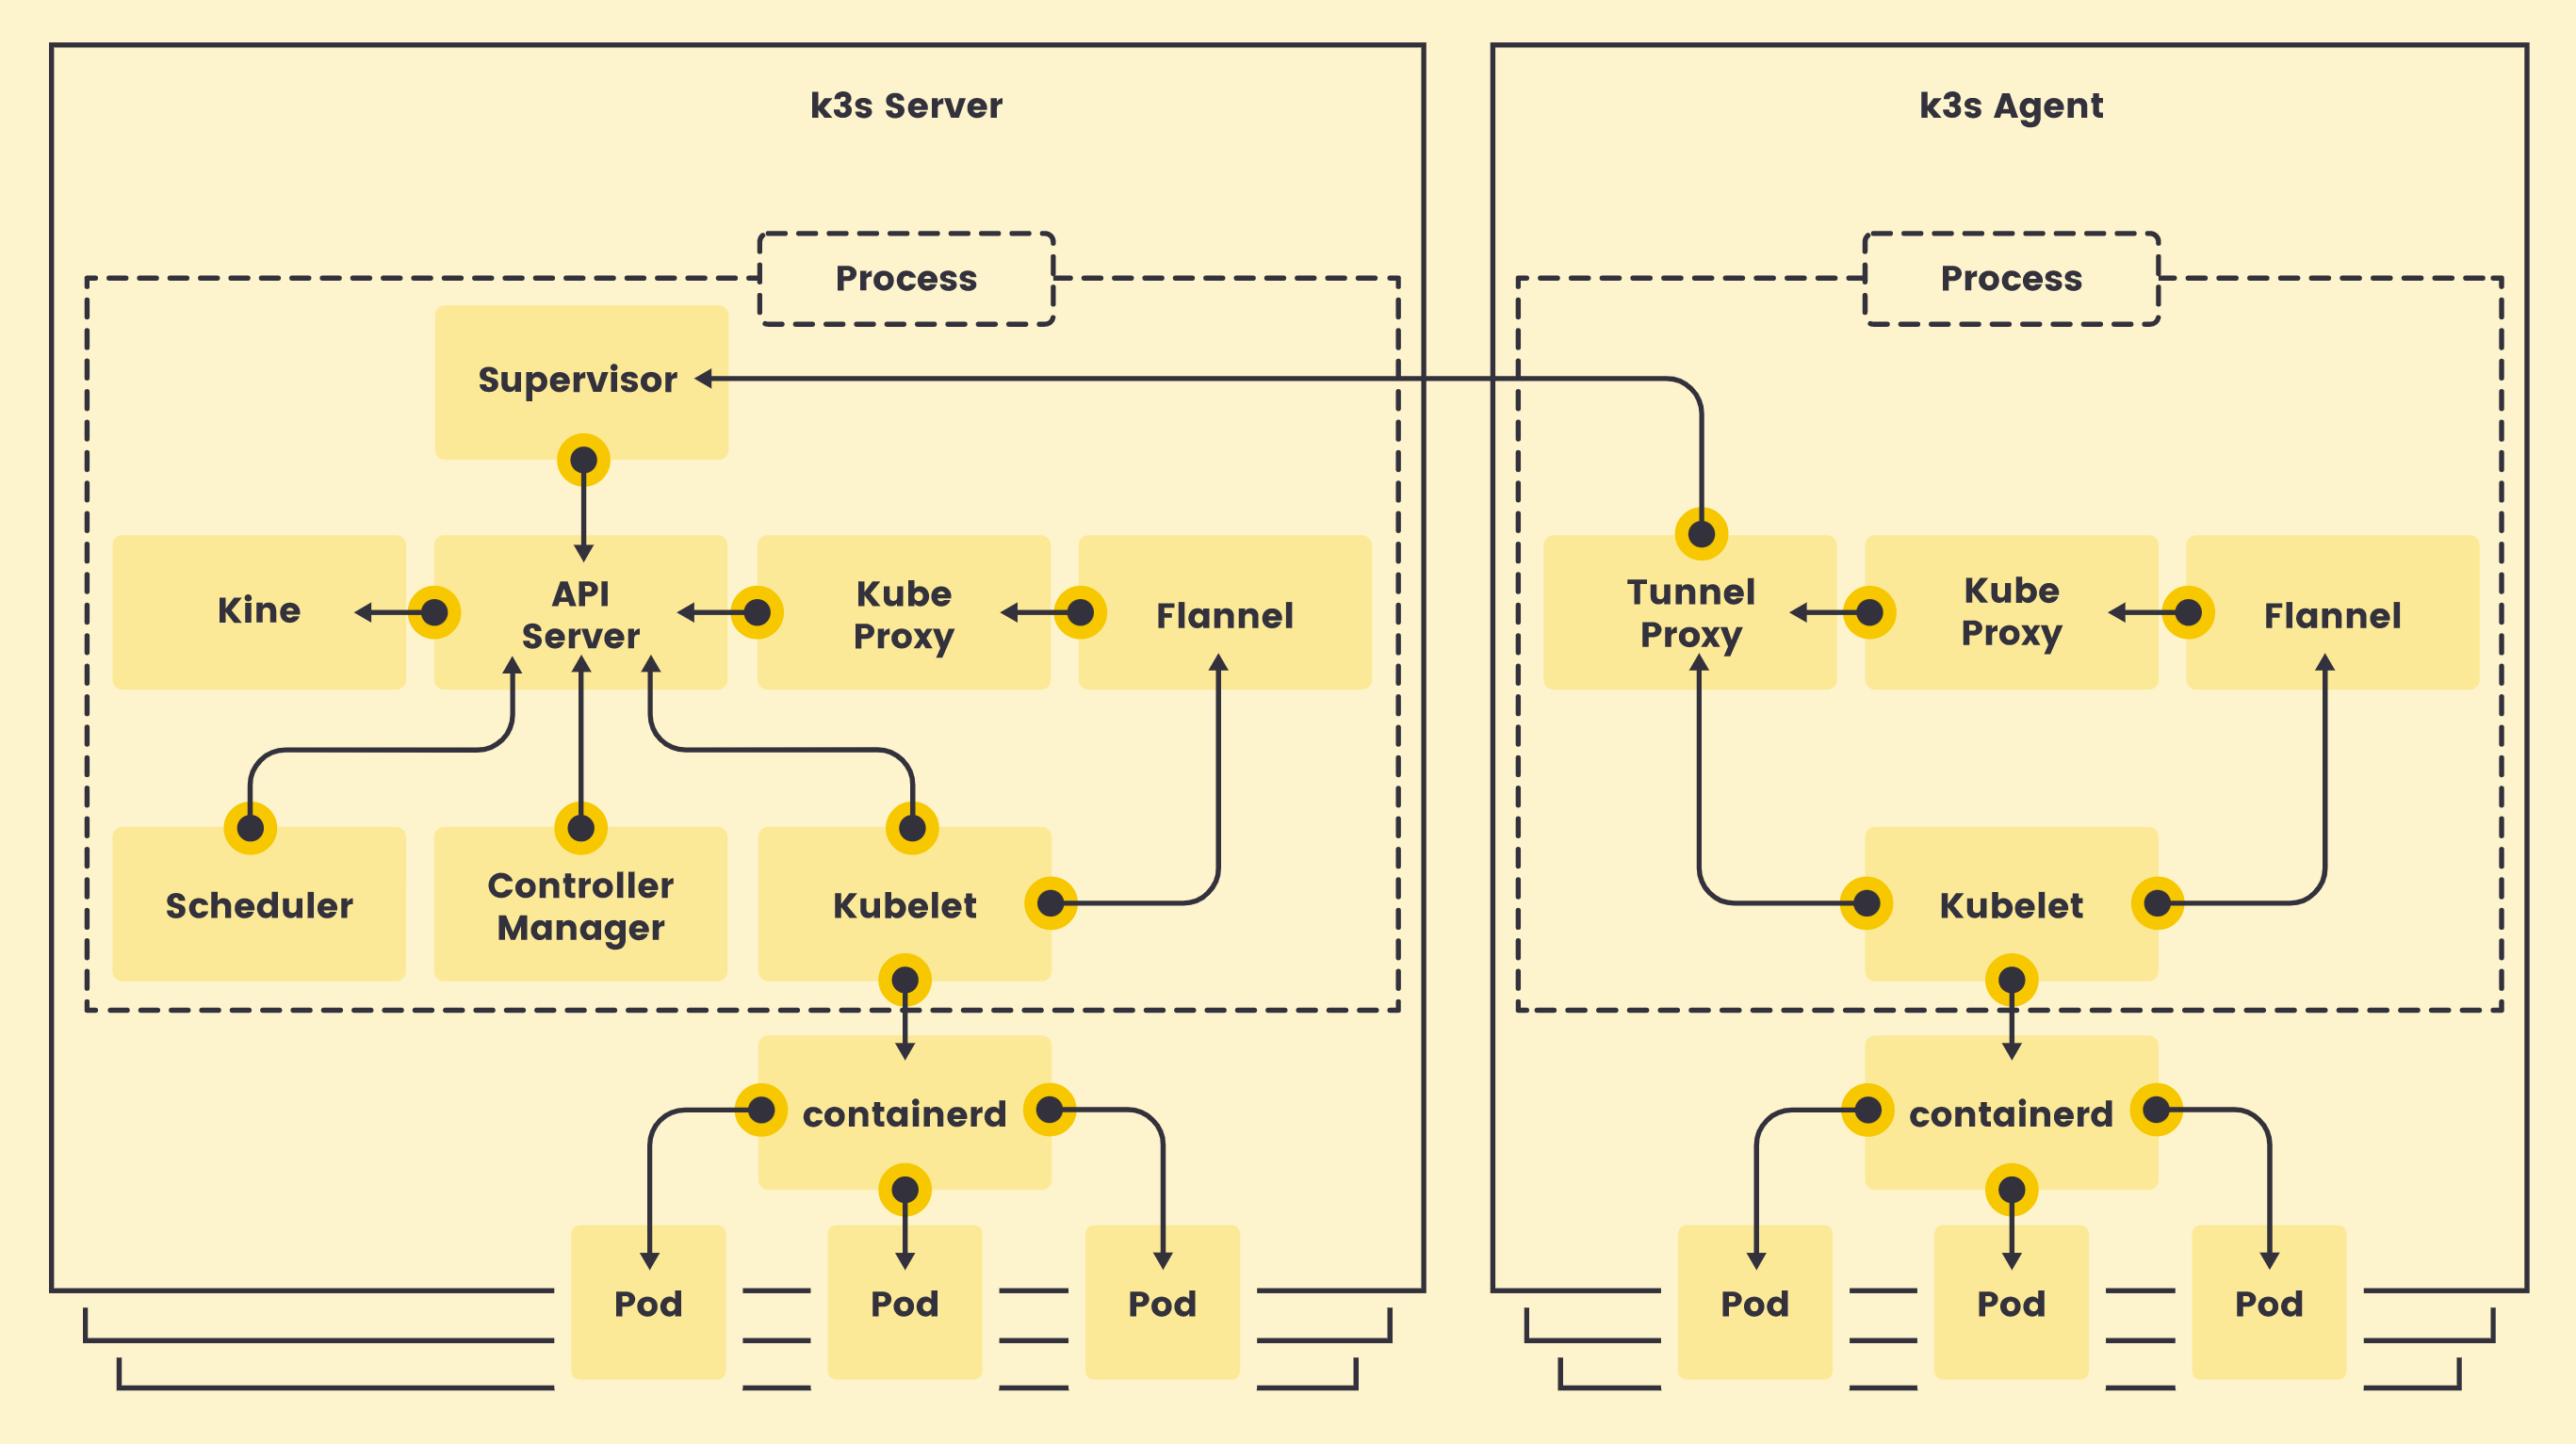 k3s Server
Process
Supervisor
Kine
API
Server
Kube
Proxy
Flannel
Scheduler
Controller
Manager
Kubelet
containerd
Pod
Pod
Pod
k3s Agent
Process
Tunnel
Proxy
Kube
Proxy
Flannel
Kubelet
containerd
Pod
Pod
Pod